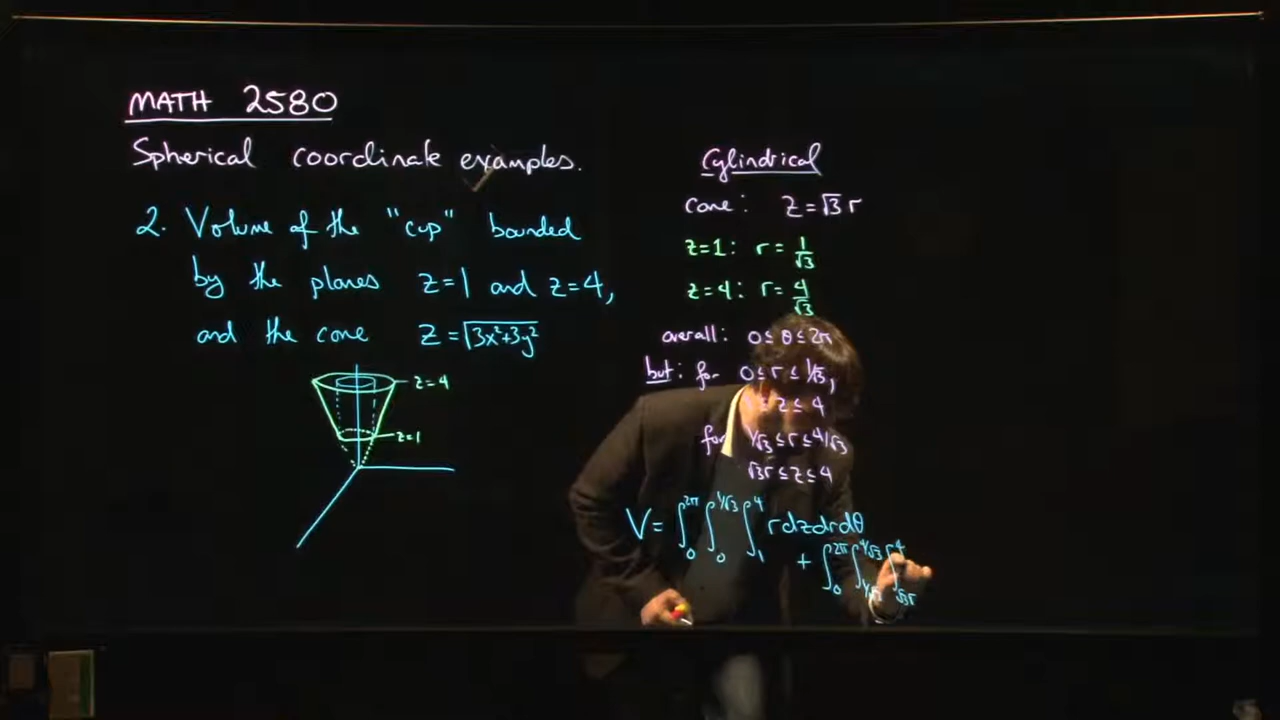 MATH 2580
Spherical coordinate examples.
2. Volume of the "cup" bounded
by the planes z=1 and z=4,
and the cone z=√3x²+3y²
z=4
z=1
Cylindrical
cone: z=√3 r
z=1: r= 1/√3
z=4: r= 4/√3
overall: 0≤θ≤2π
but: for 0≤r≤1/√3,
≤z≤4
for 1/√3≤r≤4/√3
√3r≤z≤4
V= ∫₀^2π ∫₀^1/√3 ∫₁^4 rdzdrdθ
+ ∫₀^2π ∫_1/√3^4/√3 ∫_√3r^4